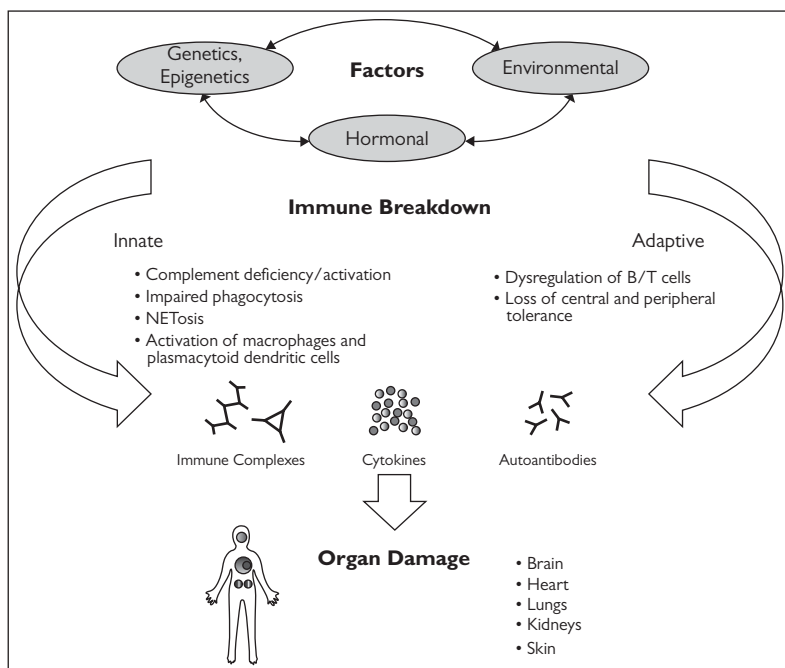 Genetics,
Epigenetics
Factors
Environmental
Hormonal
Immune Breakdown
Innate
• Complement deficiency/activation
• Impaired phagocytosis
• NETosis
• Activation of macrophages and
plasmacytoid dendritic cells
Adaptive
• Dysregulation of B/T cells
• Loss of central and peripheral
tolerance
Immune Complexes
Cytokines
Autoantibodies
Organ Damage
• Brain
• Heart
• Lungs
• Kidneys
• Skin